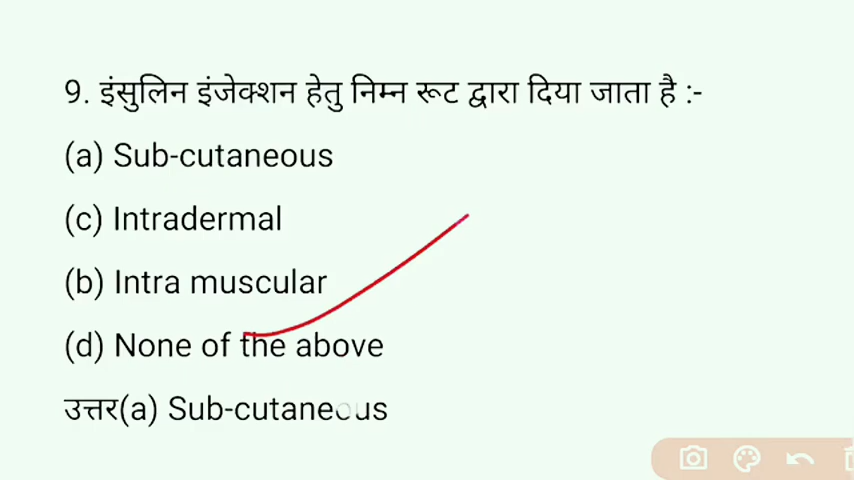 9. इंसुलिन इंजेक्शन हेतु निम्न रूट द्वारा दिया जाता है :-
(a) Sub-cutaneous
(c) Intradermal
(b) Intra muscular
(d) None of the above
उत्तर(a) Sub-cutaneous